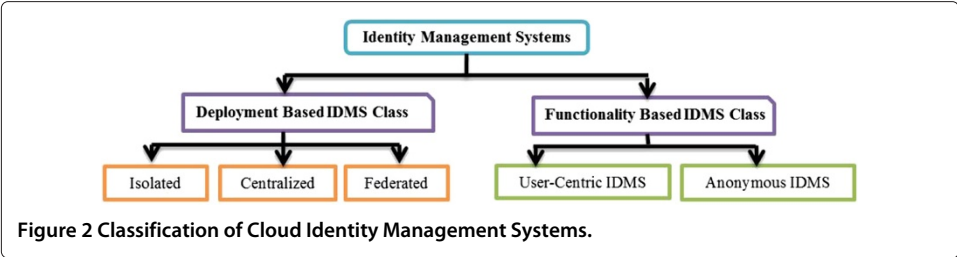 Identity Management Systems
Deployment Based IDMS Class
Functionality Based IDMS Class
Isolated
Centralized
Federated
User-Centric IDMS
Anonymous IDMS
Figure 2 Classification of Cloud Identity Management Systems.